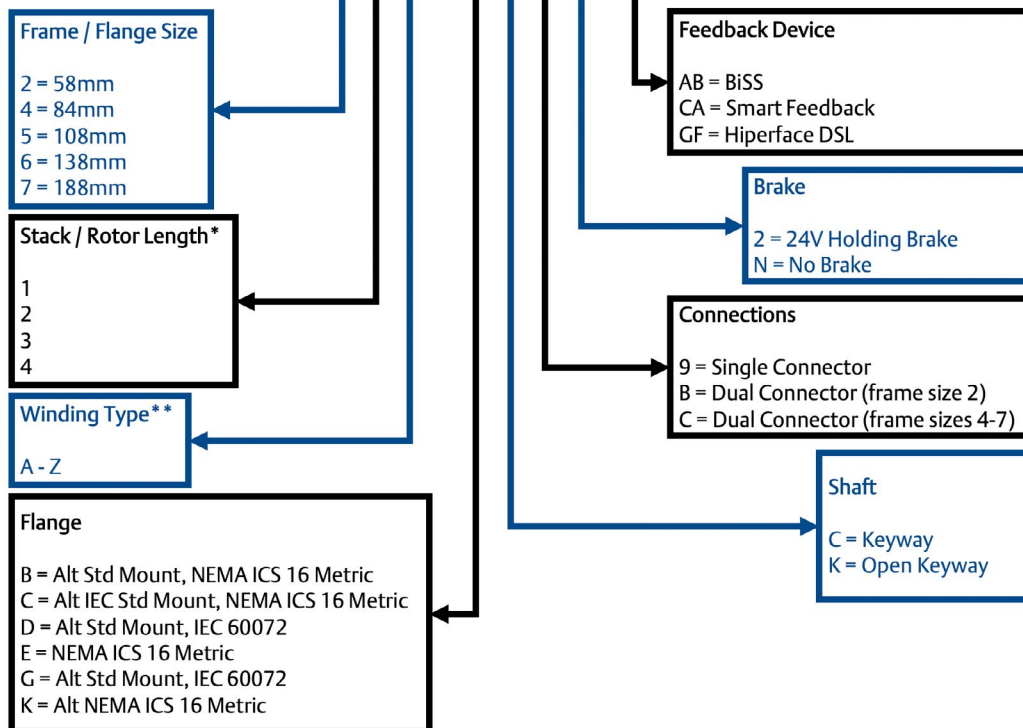 Frame / Flange Size
2 = 58mm
4 = 84mm
5 = 108mm
6 = 138mm
7 = 188mm
Stack / Rotor Length*
1
2
3
4
Winding Type**
A - Z
Flange
B = Alt Std Mount, NEMA ICS 16 Metric
C = Alt IEC Std Mount, NEMA ICS 16 Metric
D = Alt Std Mount, IEC 60072
E = NEMA ICS 16 Metric
G = Alt Std Mount, IEC 60072
K = Alt NEMA ICS 16 Metric
Feedback Device
AB = BiSS
CA = Smart Feedback
GF = Hiperface DSL
Brake
2 = 24V Holding Brake
N = No Brake
Connections
9 = Single Connector
B = Dual Connector (frame size 2)
C = Dual Connector (frame sizes 4-7)
Shaft
C = Keyway
K = Open Keyway